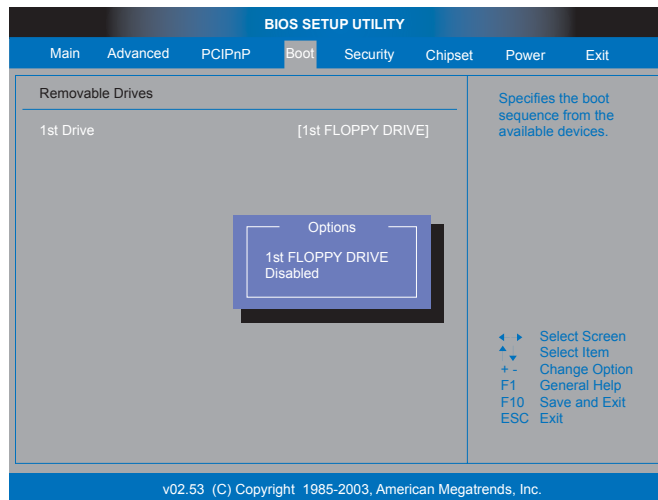 BIOS SETUP UTILITY
Main Advanced PCIPnP Boot Security Chipset Power Exit
Removable Drives
1st Drive [1st FLOPPY DRIVE]
Specifies the boot
sequence from the
available devices.
Options
1st FLOPPY DRIVE
Disabled
Select Screen
Select Item
+ - Change Option
F1 General Help
F10 Save and Exit
ESC Exit
v02.53 (C) Copyright 1985-2003, American Megatrends, Inc.